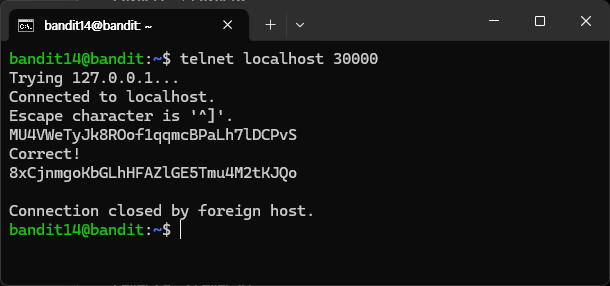 bandit14@bandit: ~
bandit14@bandit:~$ telnet localhost 30000
Trying 127.0.0.1...
Connected to localhost.
Escape character is '^]'.
MU4VWeTyJk8ROof1qqmcBPaLh7lDCPvS
Correct!
8xCjnmgoKbGLhHFAZlGE5Tmu4M2tKJQo

Connection closed by foreign host.
bandit14@bandit:~$